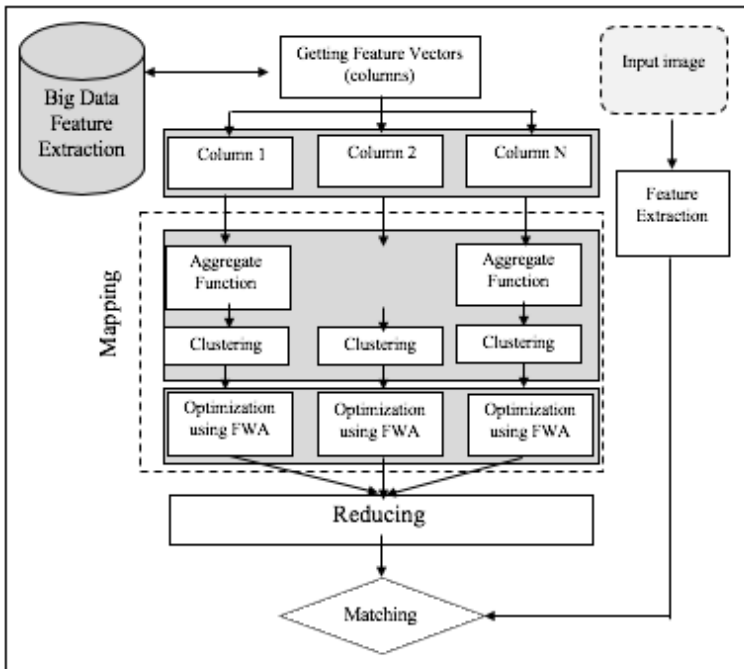 Big Data
Feature
Extraction
Getting Feature Vectors
(columns)
Input image
Column 1
Column 2
Column N
Feature
Extraction
Mapping
Aggregate
Function
Aggregate
Function
Clustering
Clustering
Clustering
Optimization
using FWA
Optimization
using FWA
Optimization
using FWA
Reducing
Matching